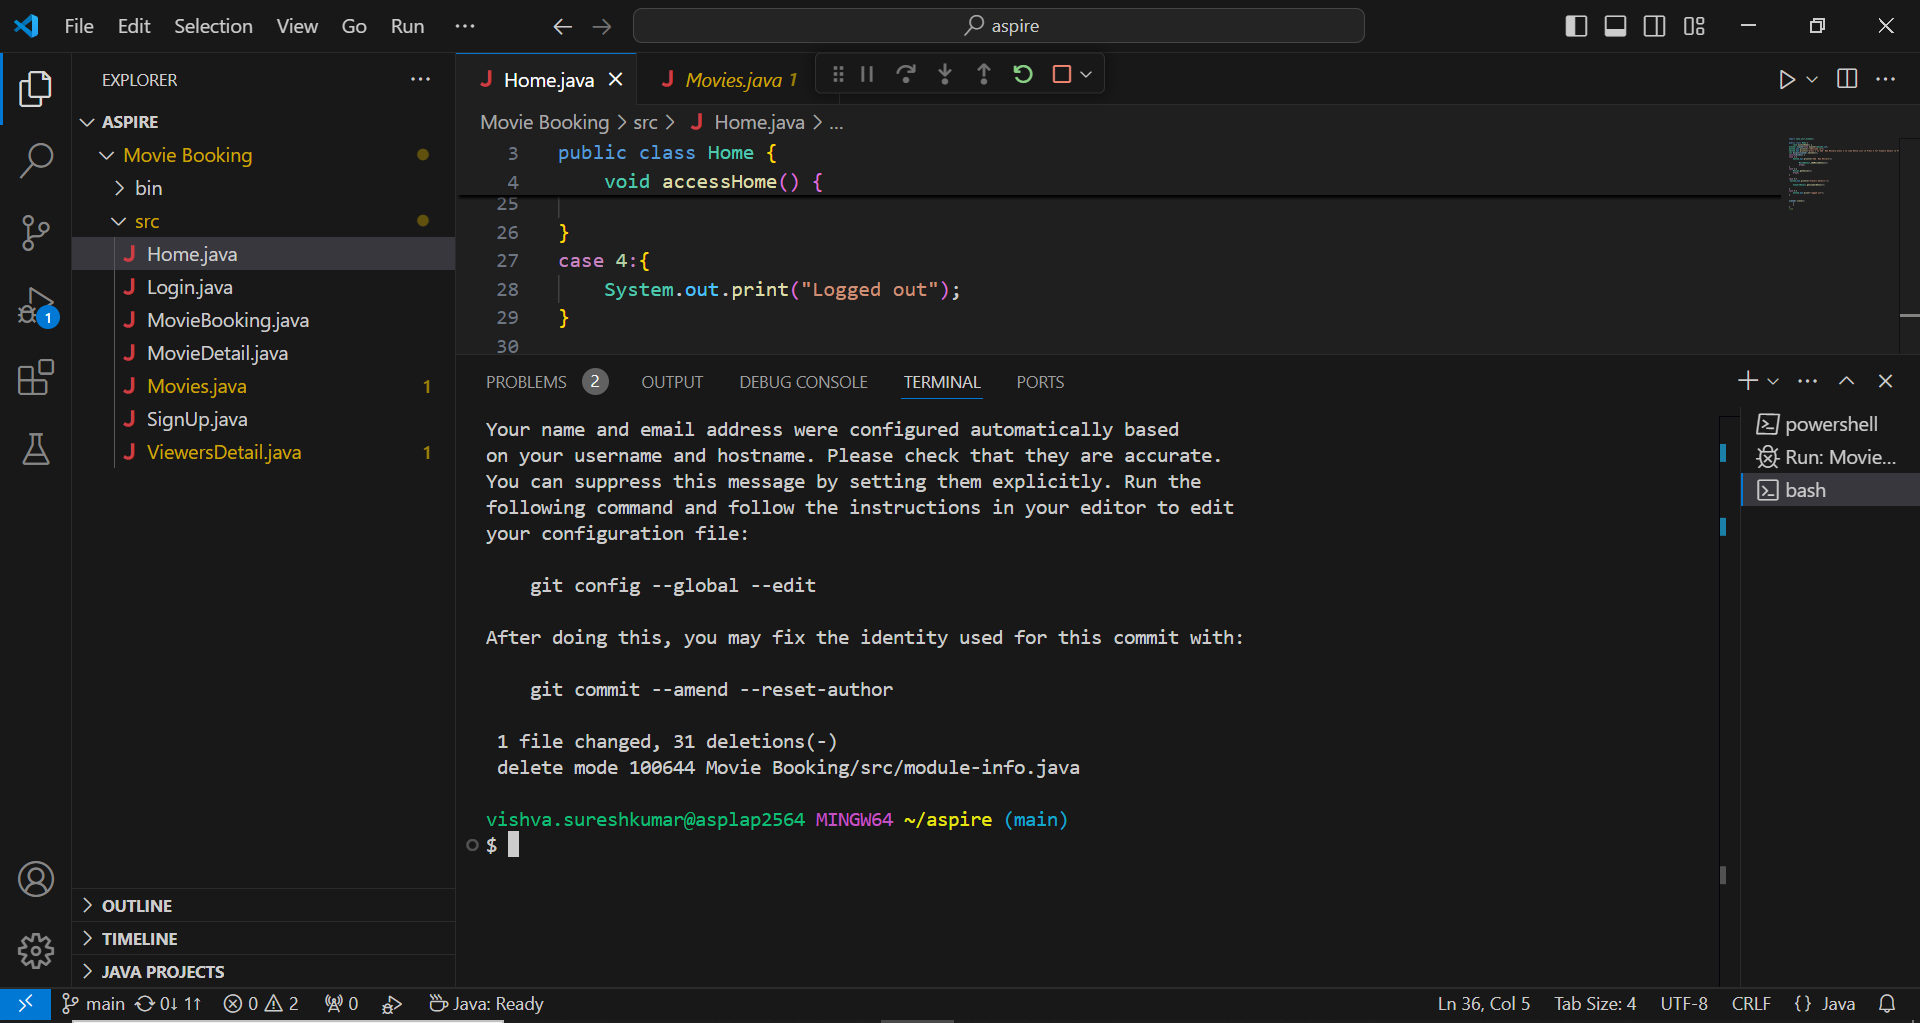 File Edit Selection View Go Run ···
aspire
EXPLORER
ASPIRE
Movie Booking
bin
src
Home.java
Login.java
MovieBooking.java
MovieDetail.java
Movies.java 1
SignUp.java
ViewersDetail.java 1
OUTLINE
TIMELINE
JAVA PROJECTS
1
Home.java
Movies.java 1
Movie Booking > src > Home.java > ...
3 public class Home {
4 void accessHome() {
25
26 }
27 case 4:{
28 System.out.print("Logged out");
29 }
30
PROBLEMS 2 OUTPUT DEBUG CONSOLE TERMINAL PORTS
Your name and email address were configured automatically based
on your username and hostname. Please check that they are accurate.
You can suppress this message by setting them explicitly. Run the
following command and follow the instructions in your editor to edit
your configuration file:
git config --global --edit
After doing this, you may fix the identity used for this commit with:
git commit --amend --reset-author
1 file changed, 31 deletions(-)
delete mode 100644 Movie Booking/src/module-info.java
vishva.sureshkumar@asplap2564 MINGW64 ~/aspire (main)
$
powershell
Run: Movie...
bash
main 0↓ 1↑ 0 2 0 Java: Ready
Ln 36, Col 5 Tab Size: 4 UTF-8 CRLF {} Java